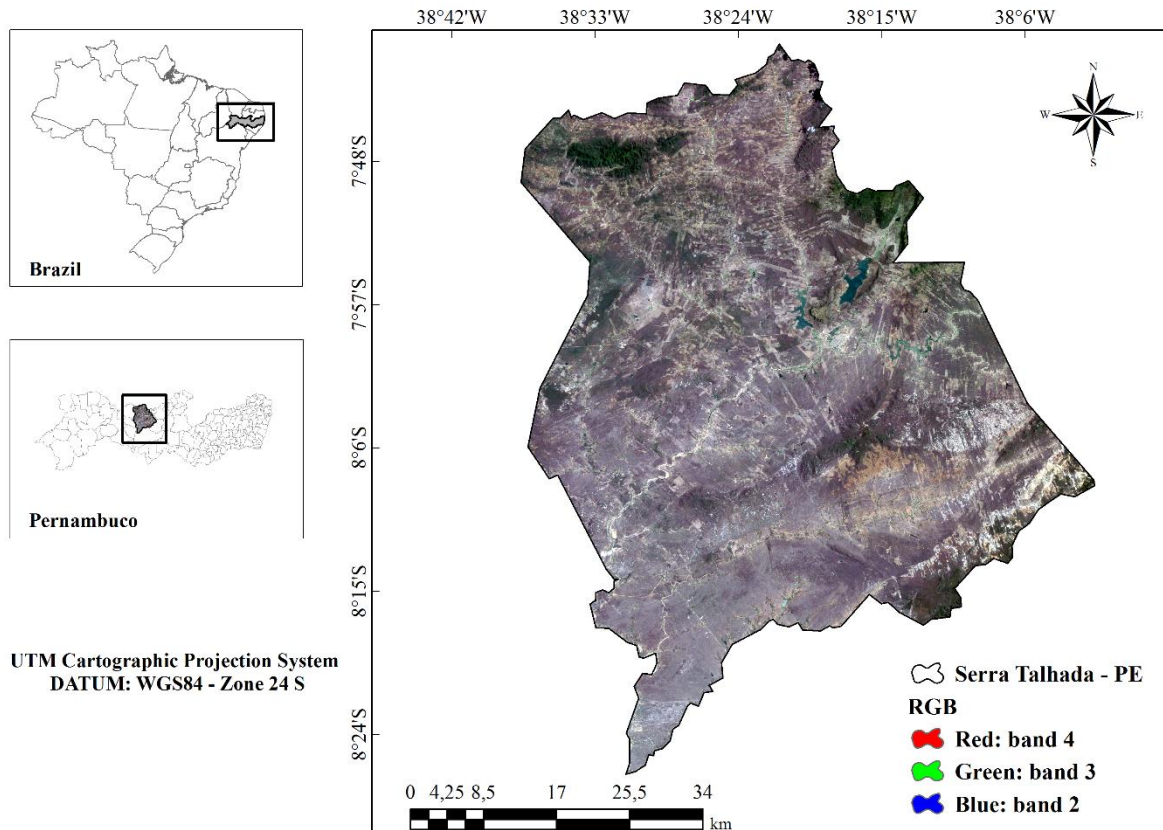 38°42'W 38°33'W 38°24'W 38°15'W 38°6'W
Brazil
Pernambuco
UTM Cartographic Projection System
DATUM: WGS84 - Zone 24 S
7°48'S
7°57'S
8°6'S
8°15'S
8°24'S
N
W E
S
Serra Talhada - PE
RGB
Red: band 4
Green: band 3
Blue: band 2
0 4,25 8,5 17 25,5 34
km